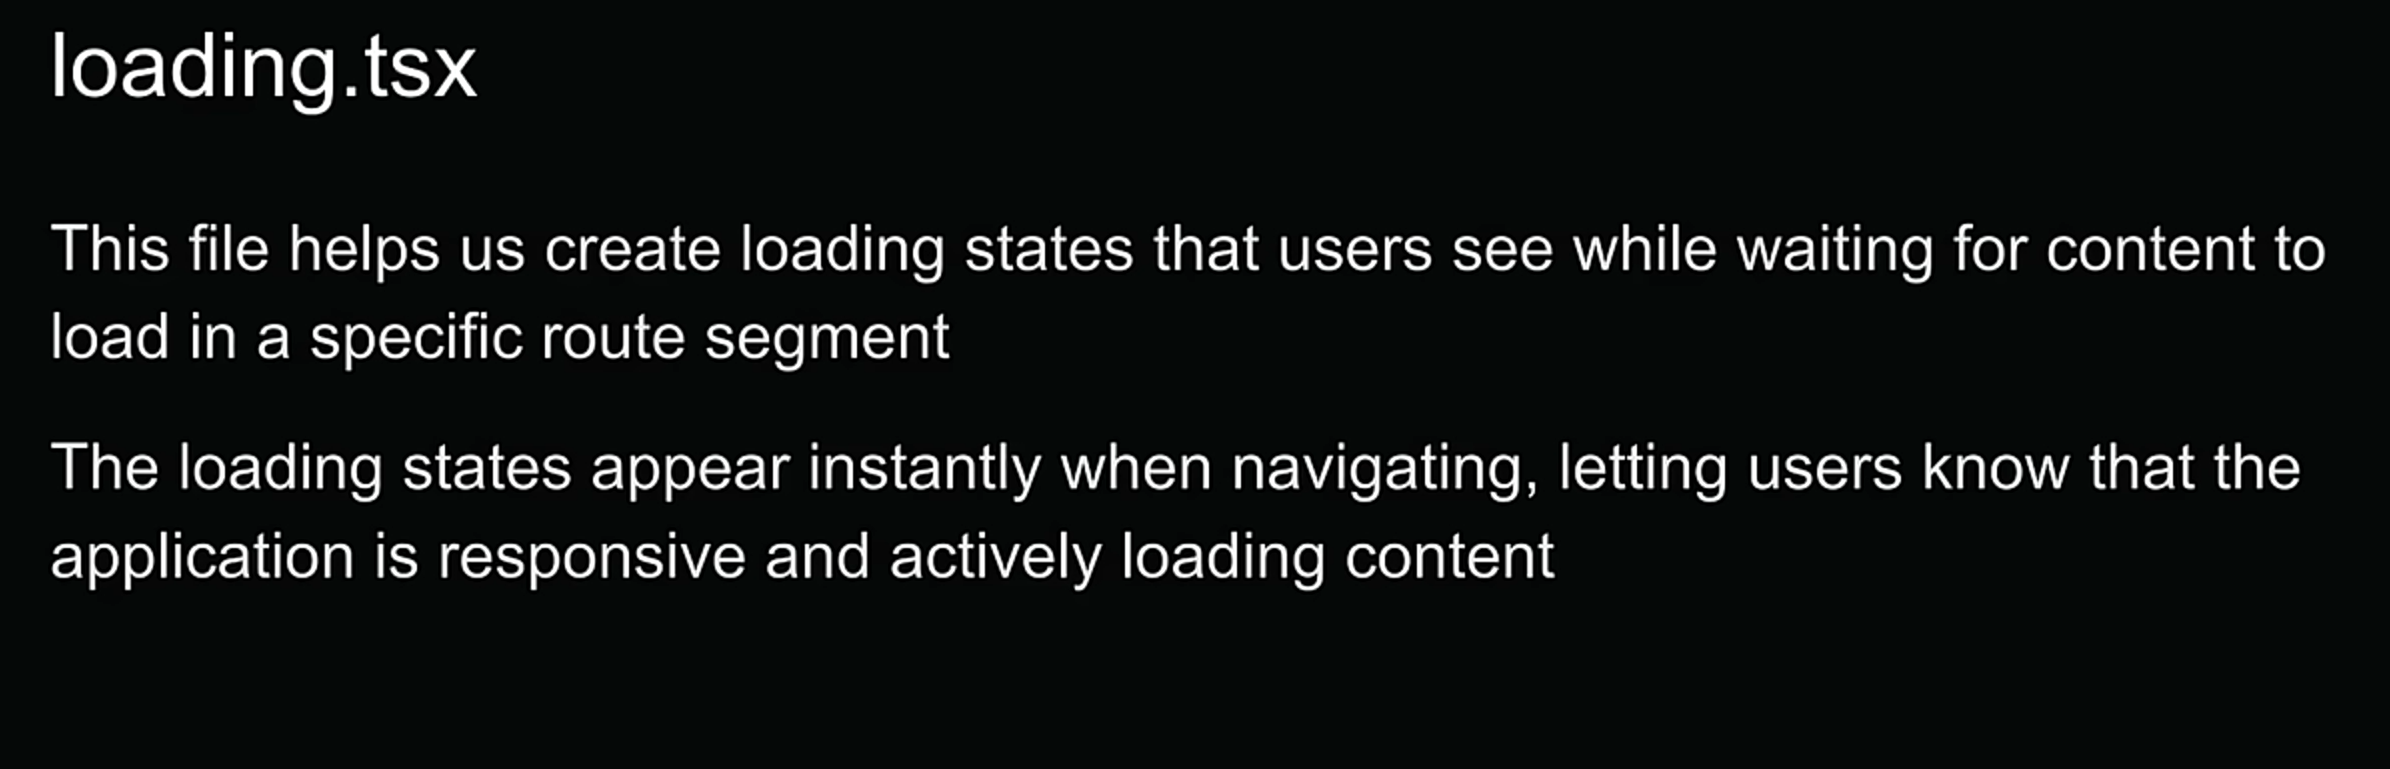 loading.tsx
This file helps us create loading states that users see while waiting for content to
load in a specific route segment
The loading states appear instantly when navigating, letting users know that the
application is responsive and actively loading content